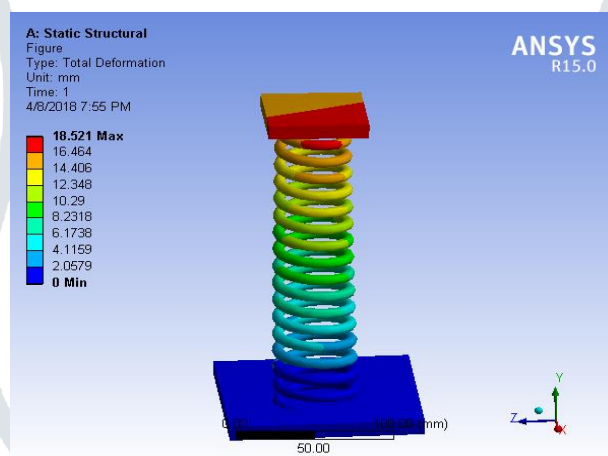 A: Static Structural
Figure
Type: Total Deformation
Unit: mm
Time: 1
4/8/2018 7:55 PM
ANSYS
R15.0
18.521 Max
16.464
14.406
12.348
10.29
8.2318
6.1738
4.1159
2.0579
0 Min
Y
Z
X
(mm)
50.00